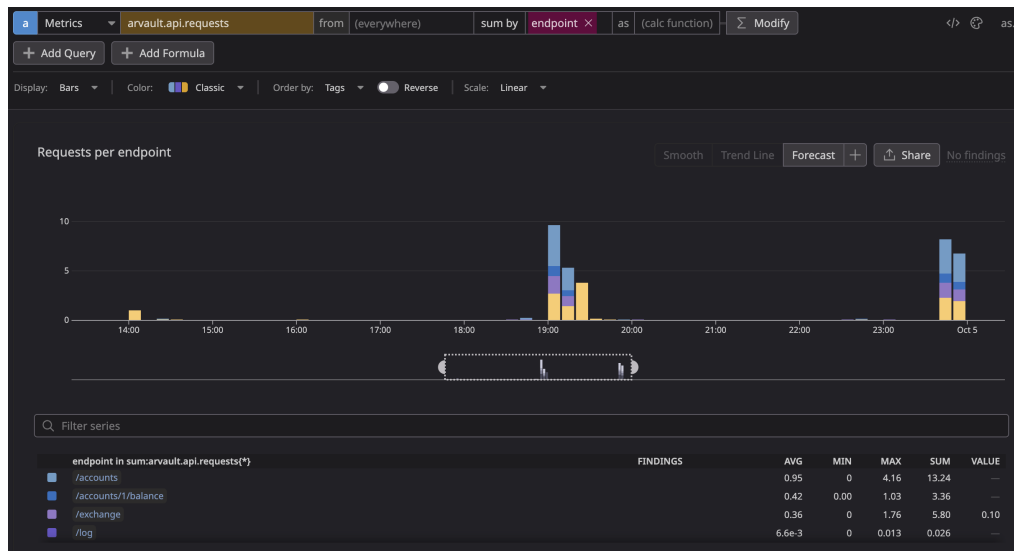 a Metrics arvault.api.requests from (everywhere) sum by endpoint × as (calc function) Σ Modify </> as.
+ Add Query + Add Formula
Display: Bars Color: Classic Order by: Tags Reverse Scale: Linear
Requests per endpoint
Smooth Trend Line Forecast + Share No findings
10
5
0
14:00 15:00 16:00 17:00 18:00 19:00 20:00 21:00 22:00 23:00 Oct 5
Filter series
endpoint in sum:arvault.api.requests{*} FINDINGS AVG MIN MAX SUM VALUE
/accounts 0.95 0 4.16 13.24 —
/accounts/1/balance 0.42 0.00 1.03 3.36 —
/exchange 0.36 0 1.76 5.80 0.10
/log 6.6e-3 0 0.013 0.026 —